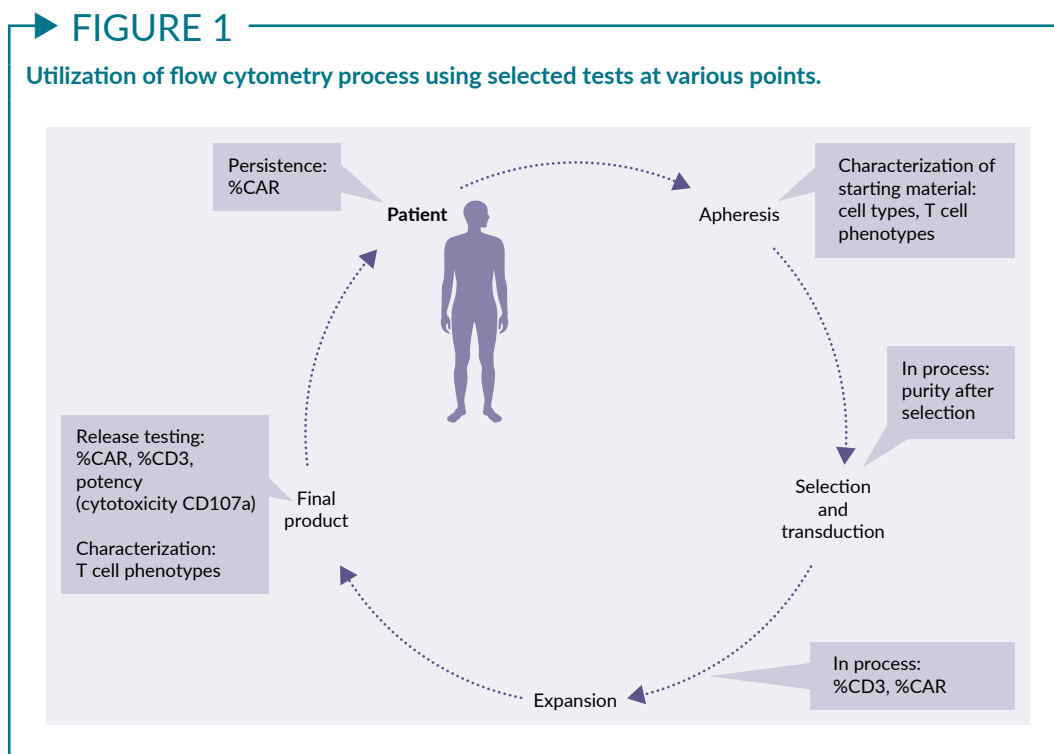 FIGURE 1
Utilization of flow cytometry process using selected tests at various points.
Persistence:
%CAR
Patient
Apheresis
Characterization of
starting material:
cell types, T cell
phenotypes
In process:
purity after
selection
Selection
and
transduction
In process:
%CD3, %CAR
Expansion
Release testing:
%CAR, %CD3,
potency
(cytotoxicity CD107a)
Characterization:
T cell phenotypes
Final
product